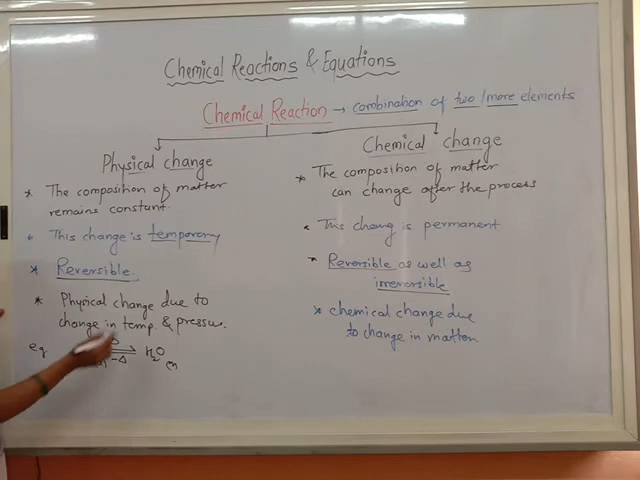 Chemical Reactions & Equations
Chemical Reaction → combination of two/more elements
Physical change
* The composition of matter
remains constant.
* This change is temporary
* Reversible.
* Physical change due to
change in temp. & pressure.
eg
-Δ H₂O
Chemical change
* The composition of matter
can change after the process
* This chang is permanent
* Reversible as well as
irreversible
* chemical change due
to change in matter